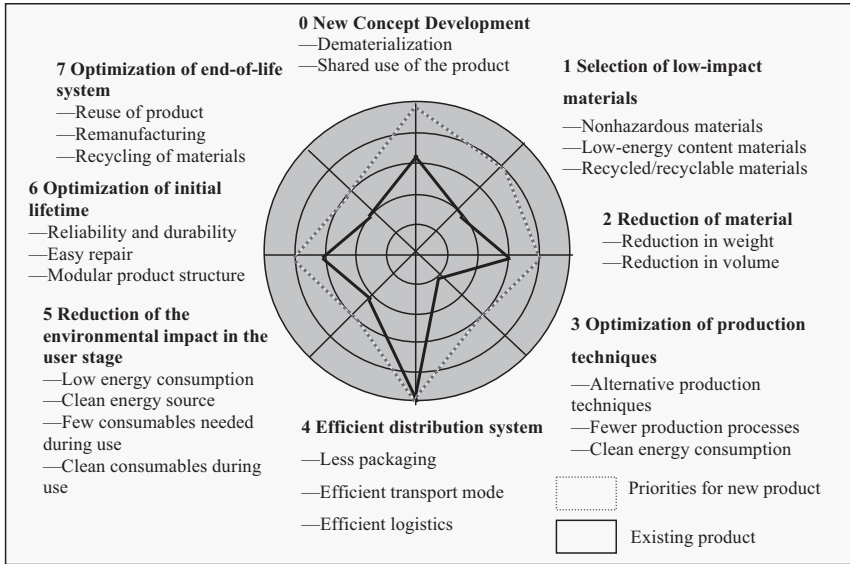 0 New Concept Development
—Dematerialization
—Shared use of the product
1 Selection of low-impact
materials
—Nonhazardous materials
—Low-energy content materials
—Recycled/recyclable materials
2 Reduction of material
—Reduction in weight
—Reduction in volume
3 Optimization of production
techniques
—Alternative production
techniques
—Fewer production processes
—Clean energy consumption
4 Efficient distribution system
—Less packaging
—Efficient transport mode
—Efficient logistics
5 Reduction of the
environmental impact in the
user stage
—Low energy consumption
—Clean energy source
—Few consumables needed
during use
—Clean consumables during
use
6 Optimization of initial
lifetime
—Reliability and durability
—Easy repair
—Modular product structure
7 Optimization of end-of-life
system
—Reuse of product
—Remanufacturing
—Recycling of materials
Priorities for new product
Existing product